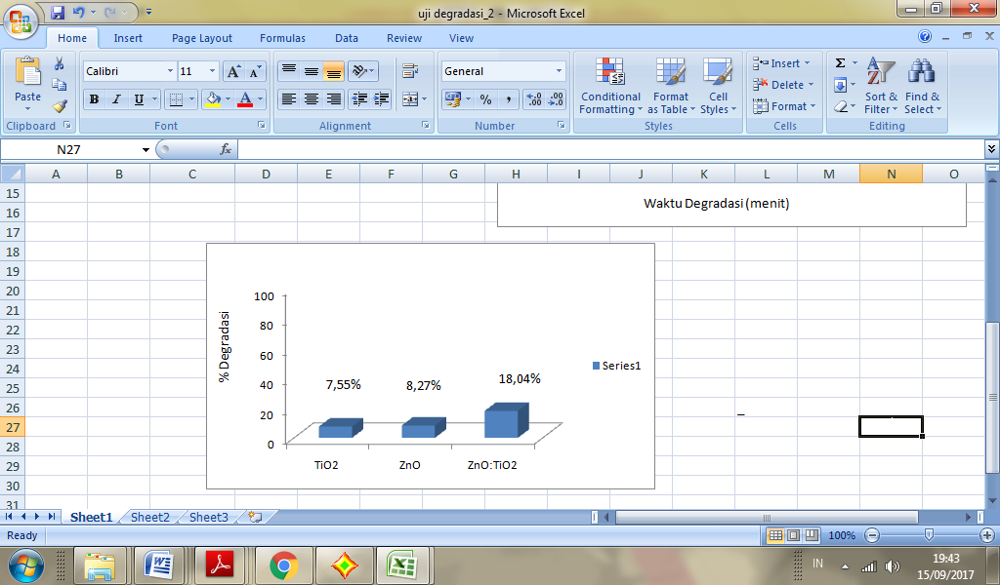 uji degradasi_2 - Microsoft Excel
Home Insert Page Layout Formulas Data Review View
Paste
Calibri 11
B I U
General
% ,
Conditional Formatting
Format as Table
Cell Styles
Insert
Delete
Format
Σ
Sort & Filter
Find & Select
Clipboard Font Alignment Number Styles Cells Editing
N27 fx
A B C D E F G H I J K L M N O
15
16
17
18
19
20
21
22
23
24
25
26
27
28
29
30
31
Waktu Degradasi (menit)
% Degradasi
100
80
60
40
20
0
7,55% 8,27% 18,04%
TiO2 ZnO ZnO:TiO2
Series1
Sheet1 Sheet2 Sheet3
Ready 100%
IN 19:43
15/09/2017